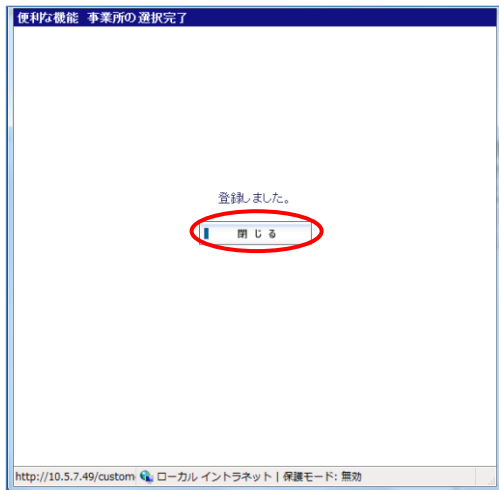 便利な機能 事業所の選択完了
登録しました。
閉じる
http://10.5.7.49/custom ローカル イントラネット | 保護モード: 無効